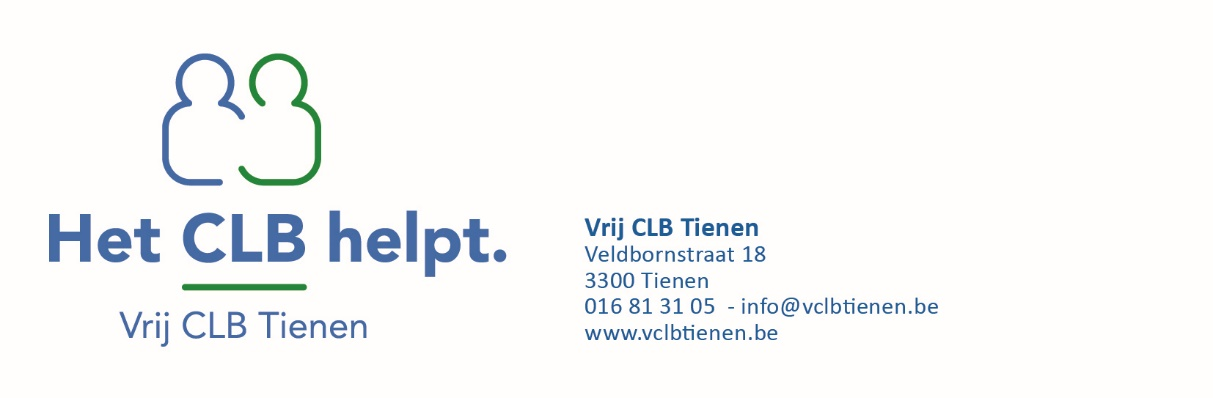 Het CLB helpt.
Vrij CLB Tienen
Vrij CLB Tienen
Veldbornstraat 18
3300 Tienen
016 81 31 05 - info@vclbtienen.be
www.vclbtienen.be